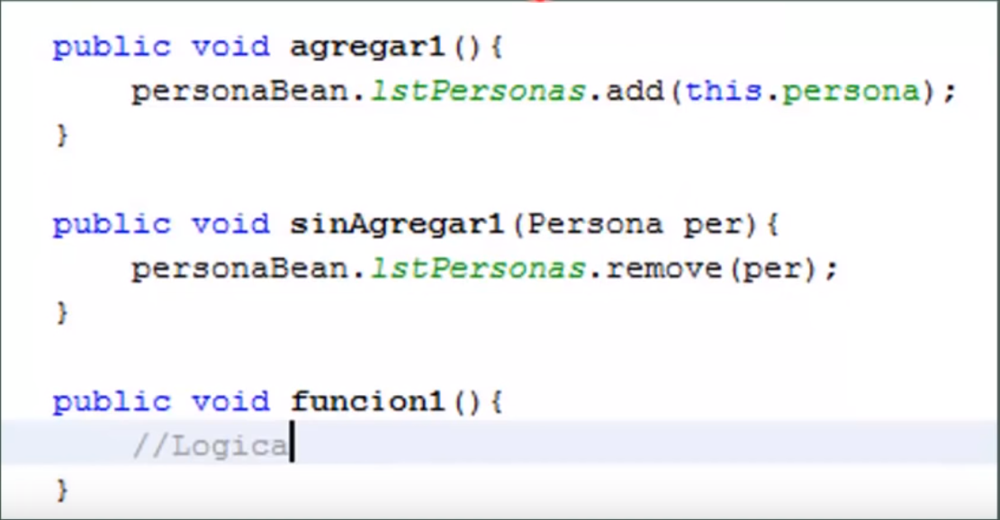 public void agregar1(){
personaBean.lstPersonas.add(this.persona);
}
public void sinAgregar1(Persona per){
personaBean.lstPersonas.remove(per);
}
public void funcion1(){
//Logica
}